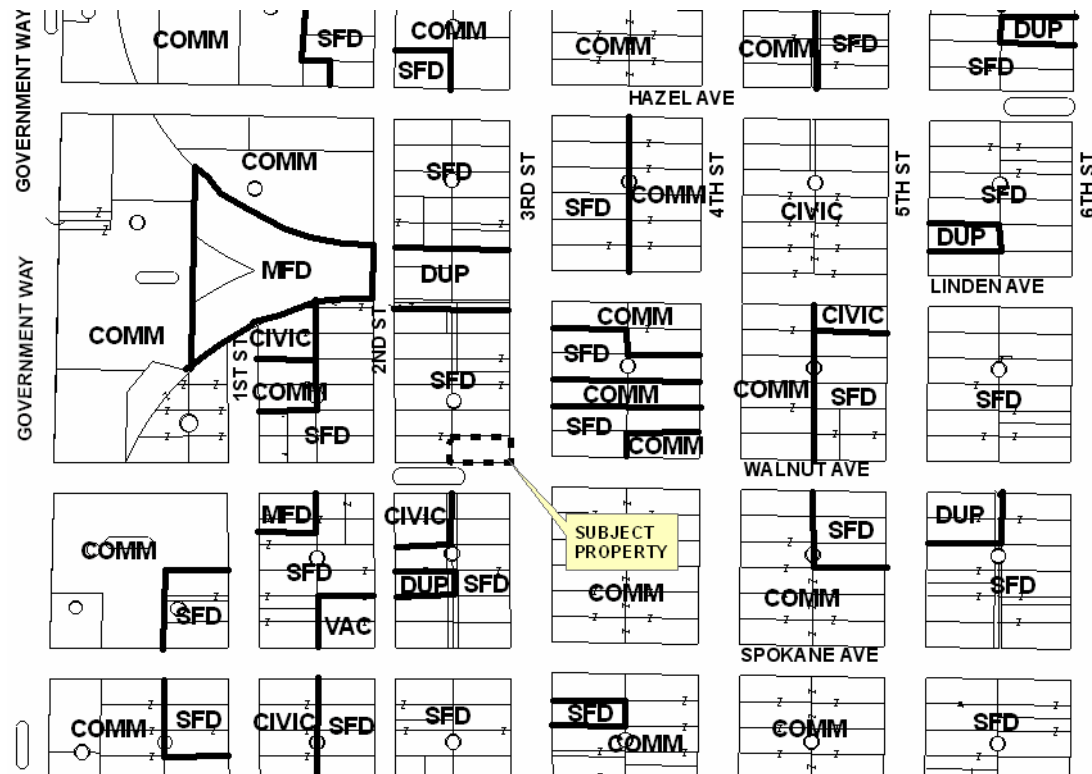 GOVERNMENT WAY
COMM
SFD
COMM
SFD
COMM
COMM
SFD
DUP
SFD
HAZEL AVE
COMM
SFD
3RD ST
SFD
COMM
4TH ST
CIVIC
5TH ST
SFD
6TH ST
DUP
MFD
DUP
LINDEN AVE
GOVERNMENT WAY
COMM
1ST ST
CIVIC
COMM
SFD
2ND ST
SFD
COMM
SFD
COMM
SFD
COMM
CIVIC
COMM
SFD
SFD
WALNUT AVE
SUBJECT
PROPERTY
COMM
SFD
MFD
SFD
VAC
CIVIC
DUP
SFD
COMM
SFD
COMM
DUP
SFD
SPOKANE AVE
COMM
SFD
CIVIC
SFD
SFD
SFD
COMM
COMM
SFD